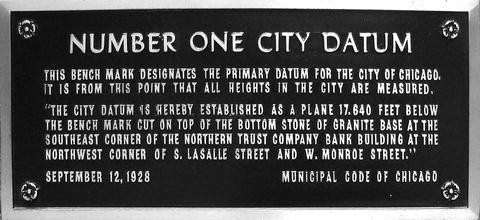 NUMBER ONE CITY DATUM
THIS BENCH MARK DESIGNATES THE PRIMARY DATUM FOR THE CITY OF CHICAGO.
IT IS FROM THIS POINT THAT ALL HEIGHTS IN THE CITY ARE MEASURED.
"THE CITY DATUM IS HEREBY ESTABLISHED AS A PLANE 17.640 FEET BELOW
THE BENCH MARK CUT ON TOP OF THE BOTTOM STONE OF GRANITE BASE AT THE
SOUTHEAST CORNER OF THE NORTHERN TRUST COMPANY BANK BUILDING AT THE
NORTHWEST CORNER OF S. LASALLE STREET AND W. MONROE STREET."
SEPTEMBER 12, 1928 MUNICIPAL CODE OF CHICAGO